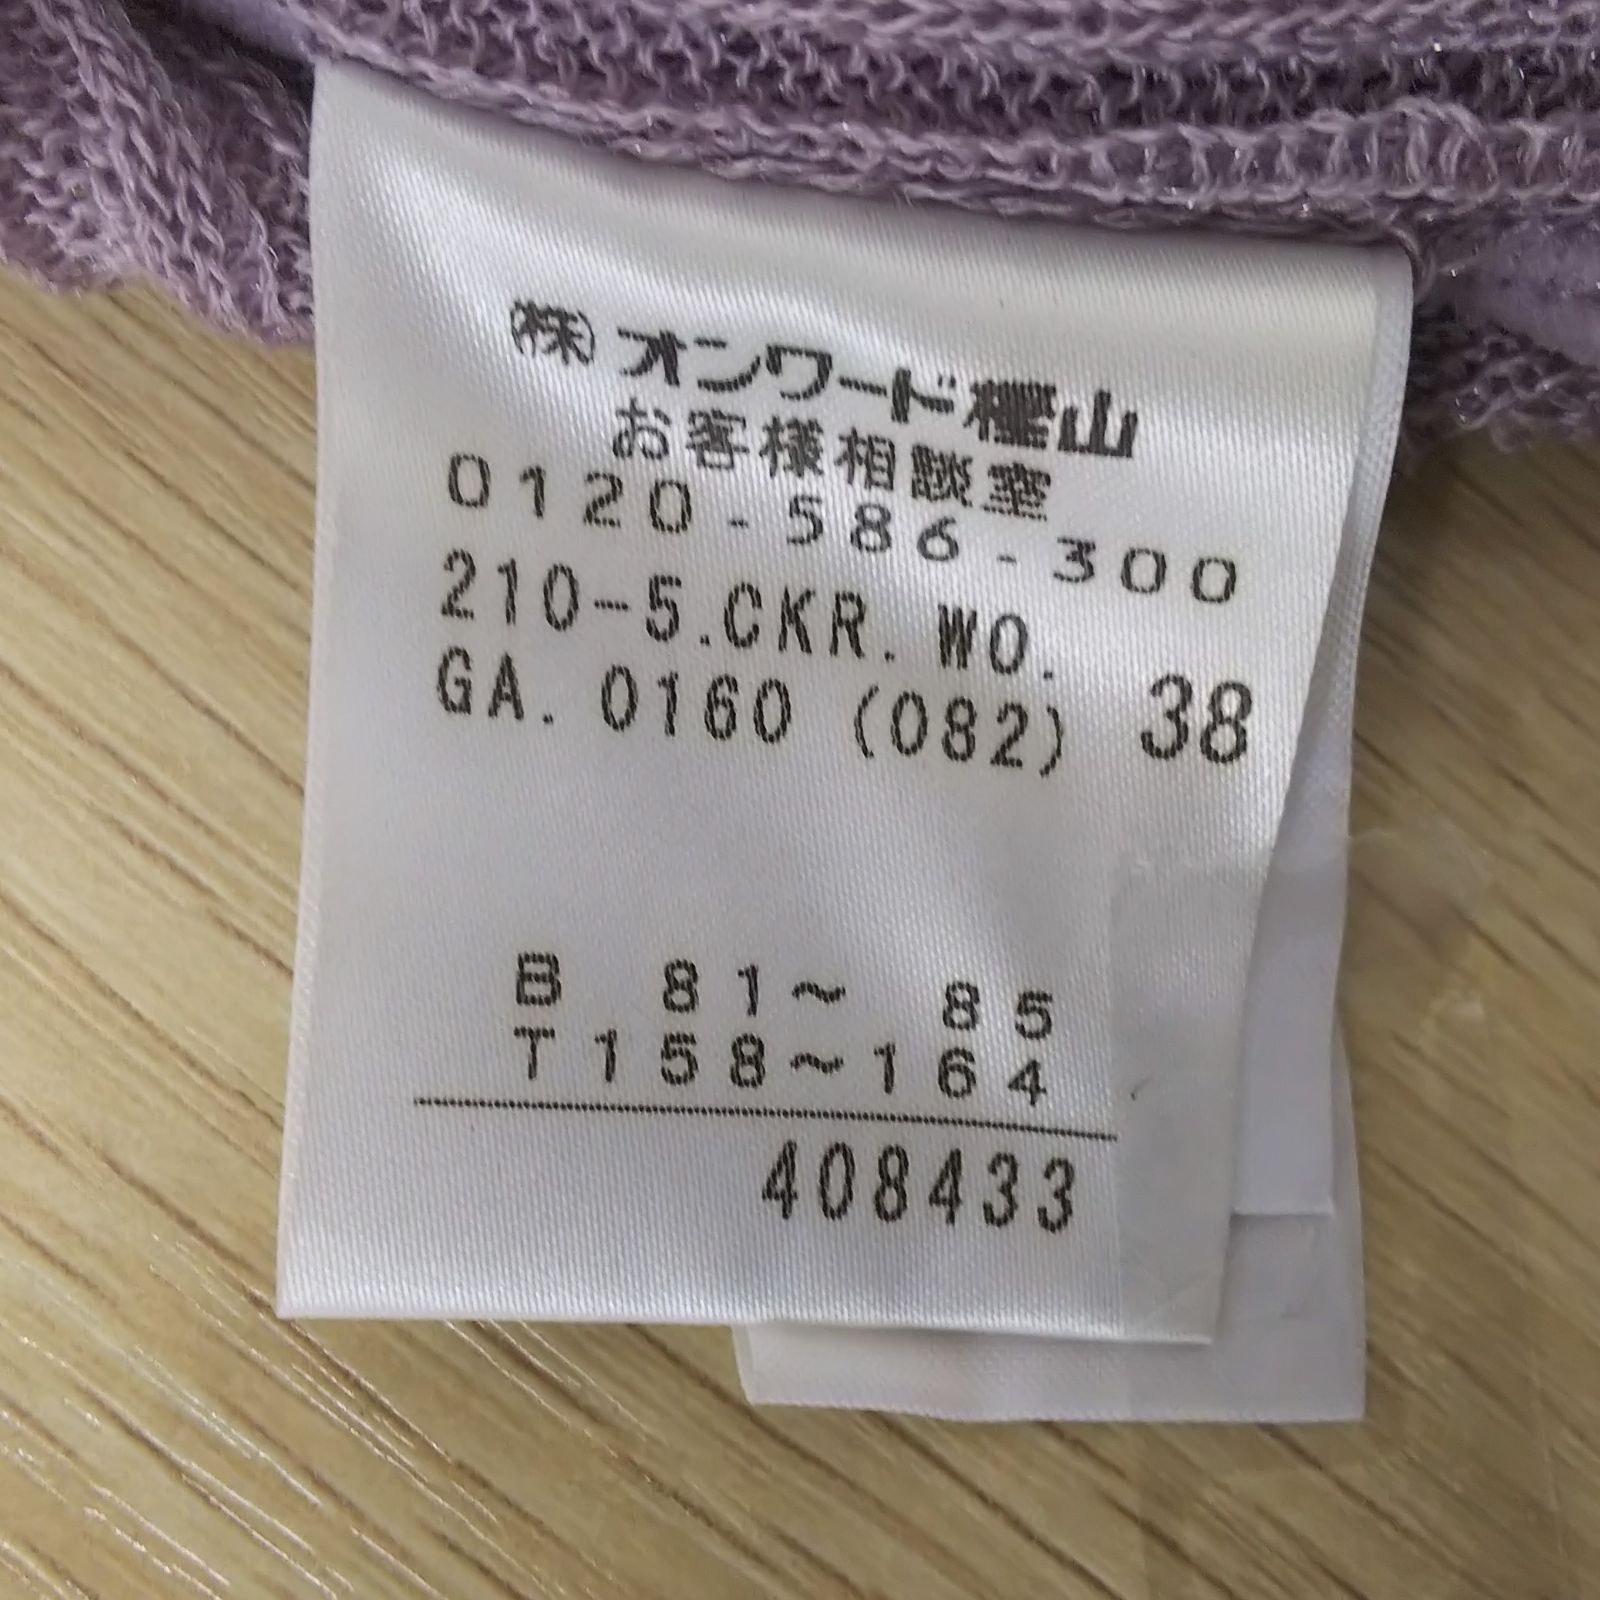 ㈱オンワード樫山
お客様相談室
0120-586-300
210-5.CKR.WO.
GA.0160(082) 38
B 81〜 85
T158〜164
408433